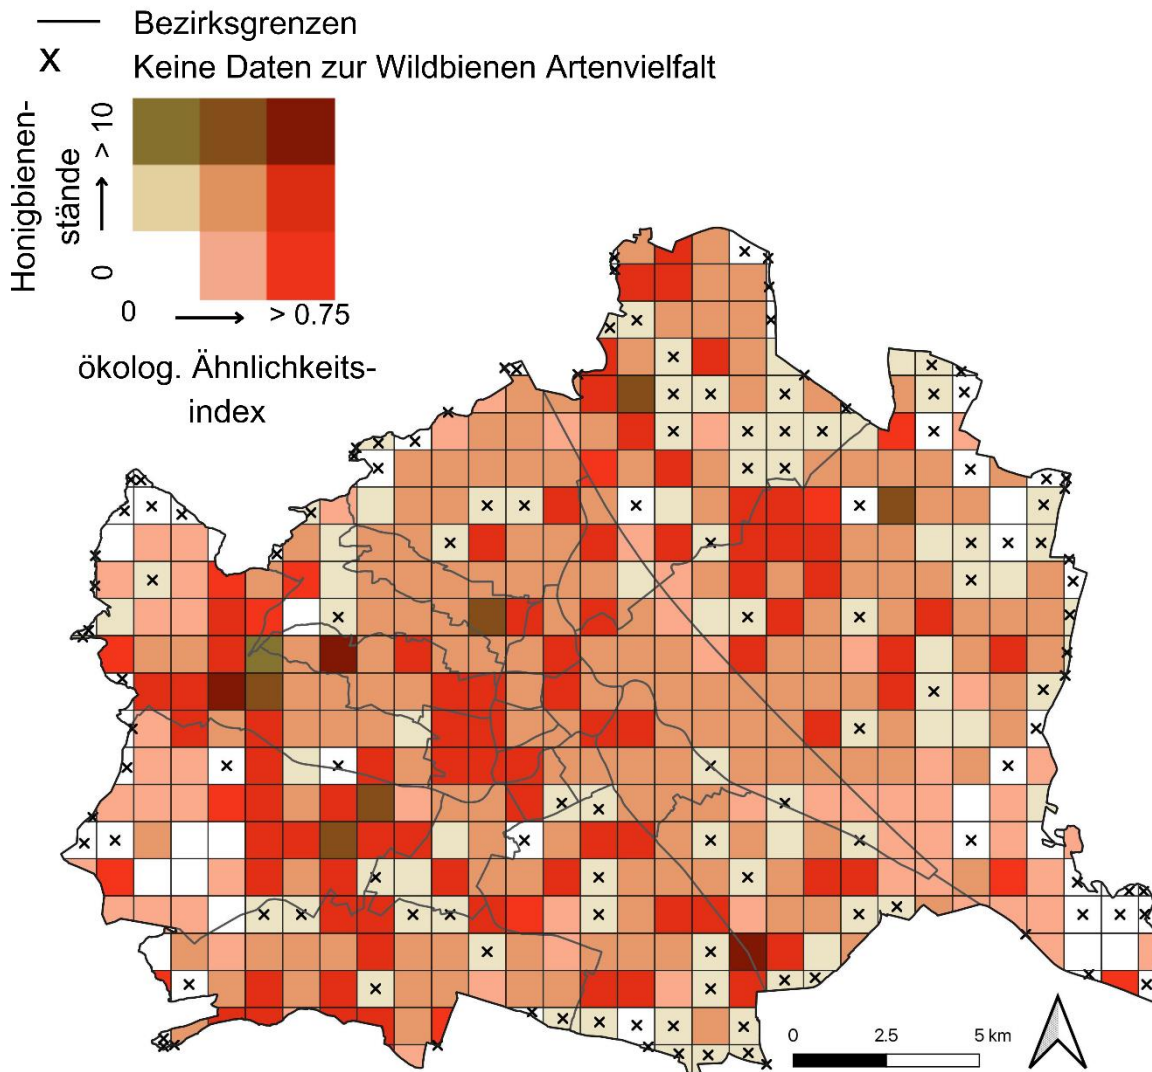 Bezirksgrenzen
x Keine Daten zur Wildbienen Artenvielfalt
Honigbienen-
stände
0 > 10
0 > 0.75
ökolog. Ähnlichkeits-
index
0 2.5 5 km